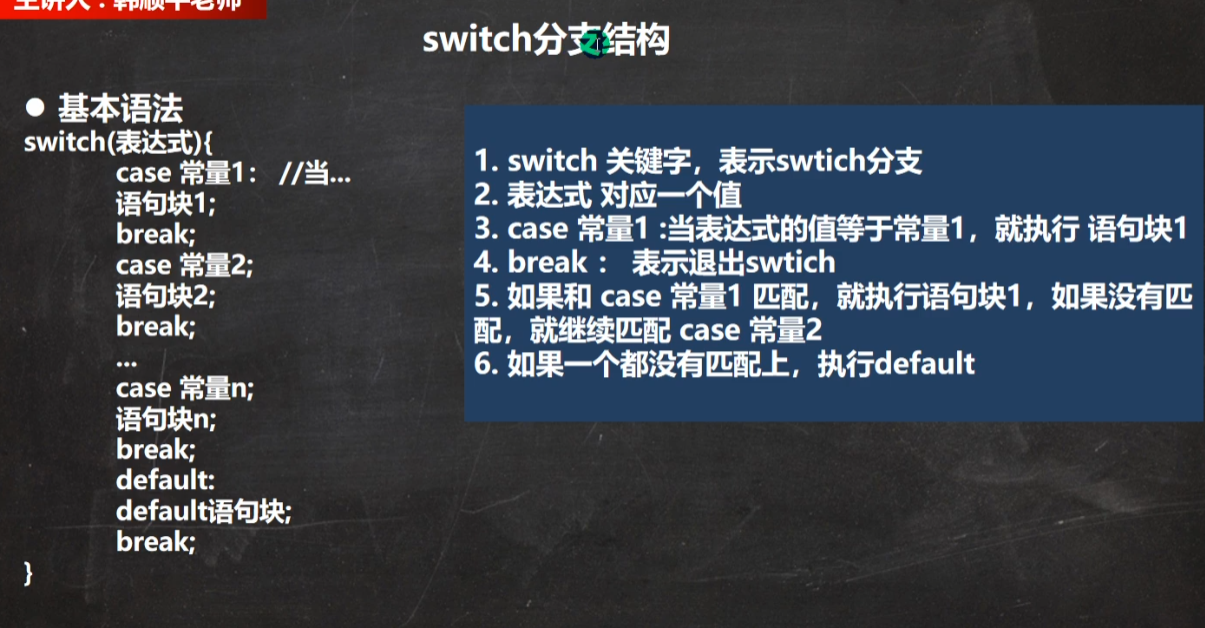 switch分支结构
● 基本语法
switch(表达式){
case 常量1： //当...
语句块1;
break;
case 常量2;
语句块2;
break;
...
case 常量n;
语句块n;
break;
default:
default语句块;
break;
}
1. switch 关键字，表示swtich分支
2. 表达式 对应一个值
3. case 常量1 :当表达式的值等于常量1，就执行 语句块1
4. break ： 表示退出swtich
5. 如果和 case 常量1 匹配，就执行语句块1，如果没有匹
配，就继续匹配 case 常量2
6. 如果一个都没有匹配上，执行default